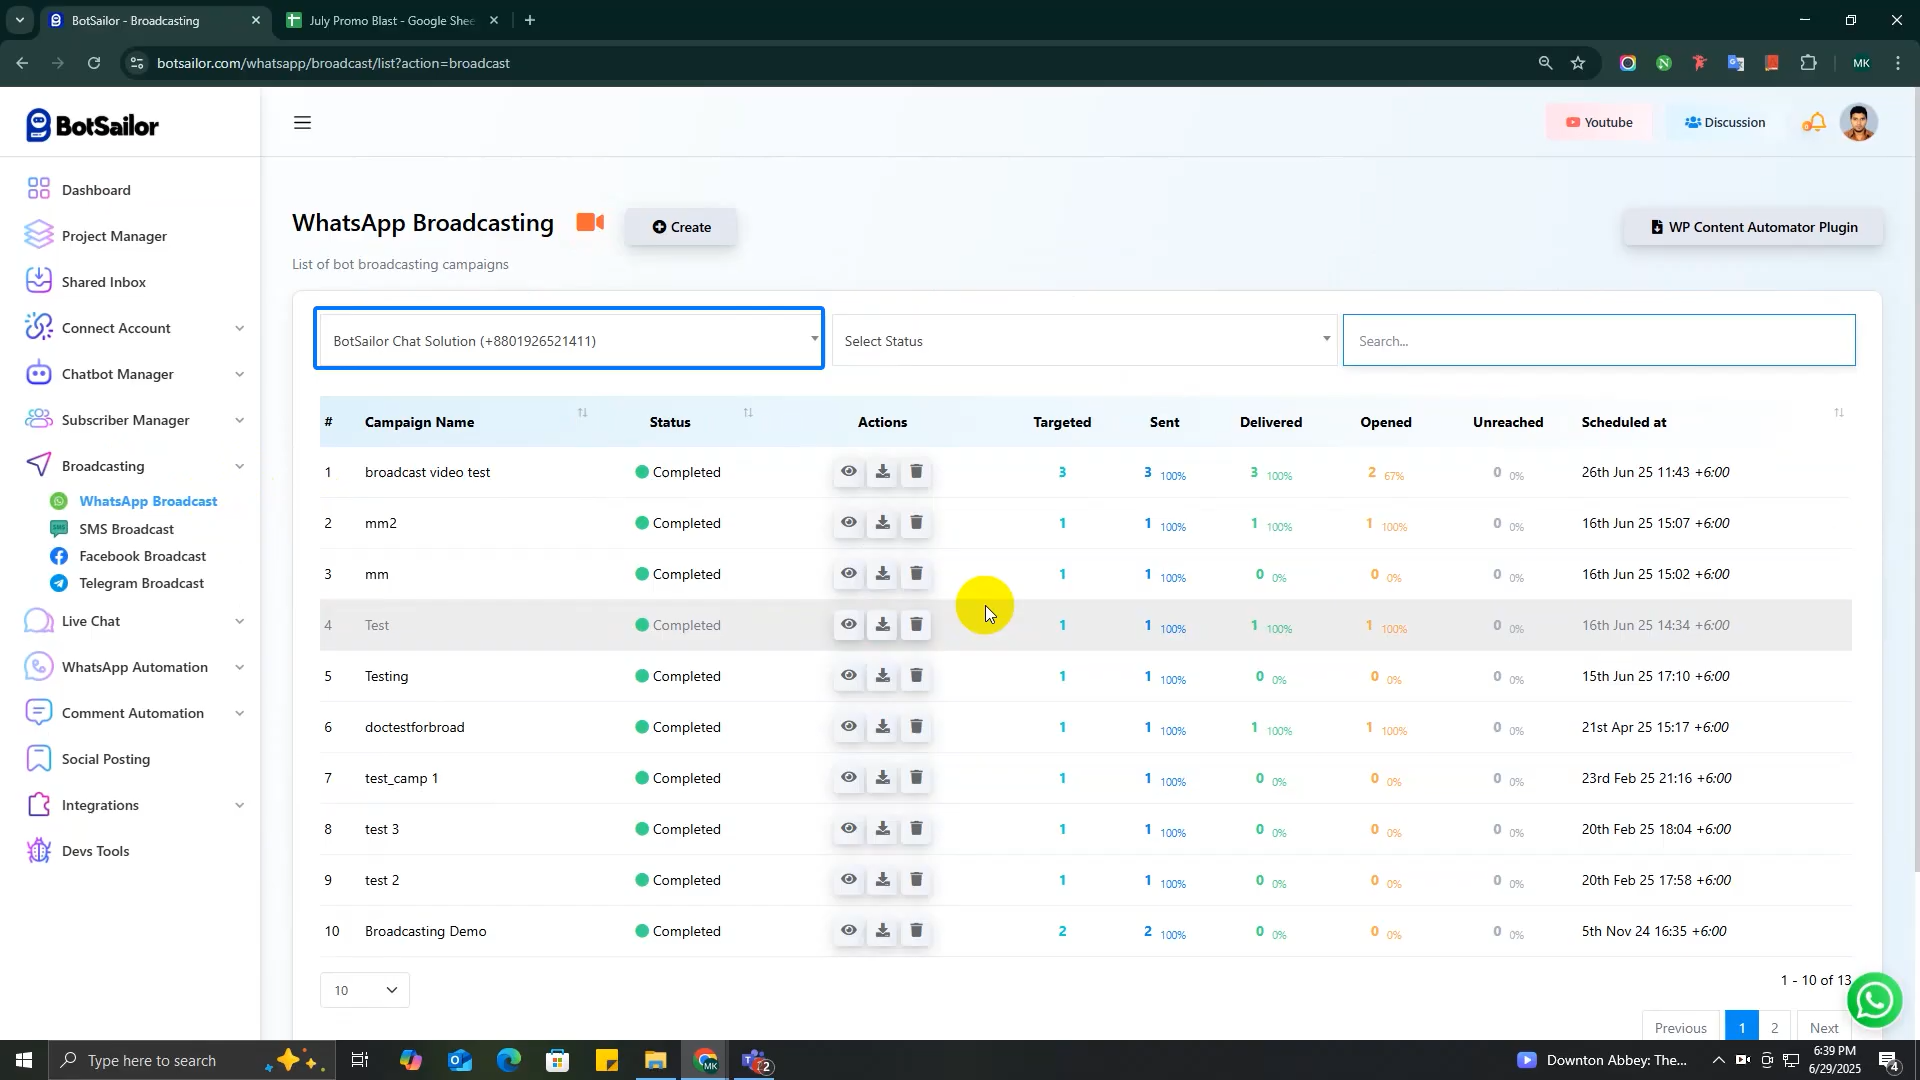 BotSailor - Broadcasting
July Promo Blast - Google Shee
botsailor.com/whatsapp/broadcast/list?action=broadcast
MK
BotSailor
Youtube
Discussion
Dashboard
Project Manager
Shared Inbox
Connect Account
Chatbot Manager
Subscriber Manager
Broadcasting
WhatsApp Broadcast
SMS Broadcast
Facebook Broadcast
Telegram Broadcast
Live Chat
WhatsApp Automation
Comment Automation
Social Posting
Integrations
Devs Tools
WhatsApp Broadcasting
Create
WP Content Automator Plugin
List of bot broadcasting campaigns
BotSailor Chat Solution (+8801926521411)
Select Status
Search...
# Campaign Name Status Actions Targeted Sent Delivered Opened Unreached Scheduled at
1 broadcast video test Completed 3 3 100% 3 100% 2 67% 0 0% 26th Jun 25 11:43 +6:00
2 mm2 Completed 1 1 100% 1 100% 1 100% 0 0% 16th Jun 25 15:07 +6:00
3 mm Completed 1 1 100% 0 0% 0 0% 0 0% 16th Jun 25 15:02 +6:00
4 Test Completed 1 1 100% 1 100% 1 100% 0 0% 16th Jun 25 14:34 +6:00
5 Testing Completed 1 1 100% 0 0% 0 0% 0 0% 15th Jun 25 17:10 +6:00
6 doctestforbroad Completed 1 1 100% 1 100% 1 100% 0 0% 21st Apr 25 15:17 +6:00
7 test_camp 1 Completed 1 1 100% 0 0% 0 0% 0 0% 23rd Feb 25 21:16 +6:00
8 test 3 Completed 1 1 100% 0 0% 0 0% 0 0% 20th Feb 25 18:04 +6:00
9 test 2 Completed 1 1 100% 0 0% 0 0% 0 0% 20th Feb 25 17:58 +6:00
10 Broadcasting Demo Completed 2 2 100% 0 0% 0 0% 0 0% 5th Nov 24 16:35 +6:00
10
1 - 10 of 13
Previous 1 2 Next
Type here to search
2
Downton Abbey: The...
6:39 PM
6/29/2025
4